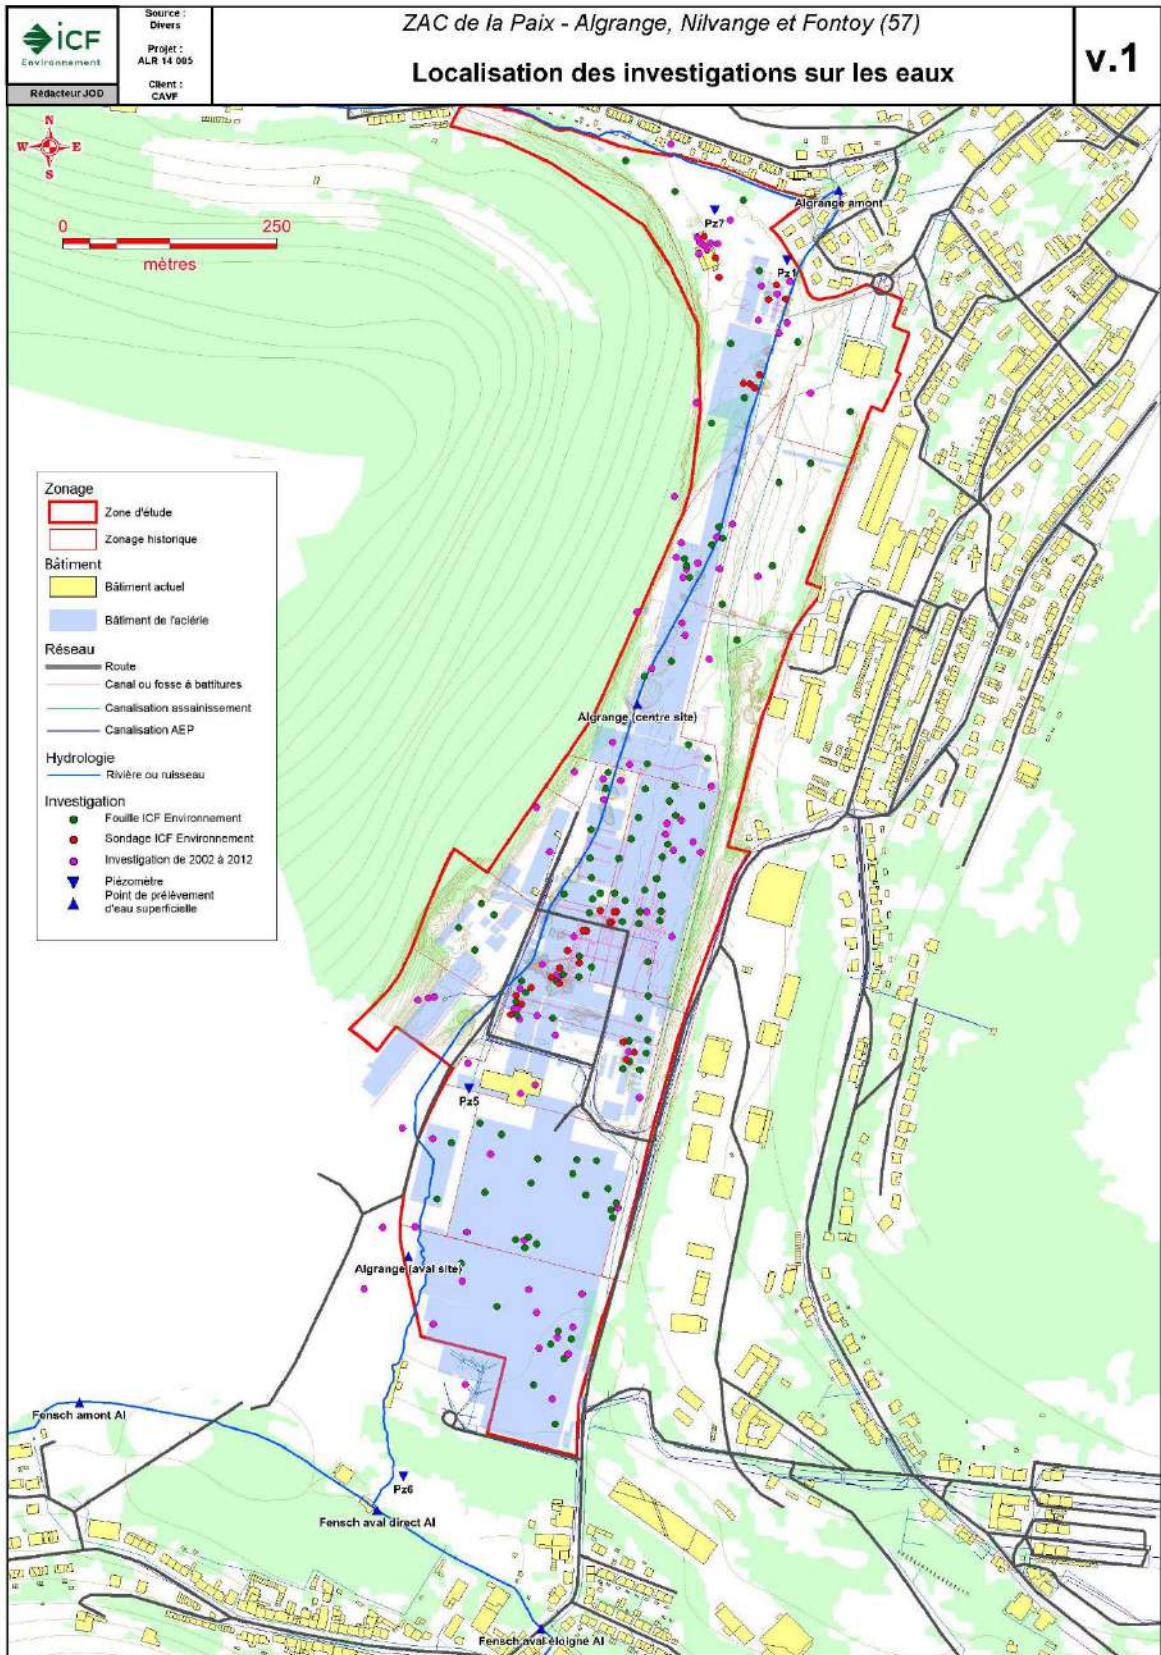 iCF
Environnement
Rédacteur JOD
Source :
Divers
Projet :
ALR 14 005
Client :
CAVF
ZAC de la Paix - Algrange, Nilvange et Fontoy (57)
Localisation des investigations sur les eaux
v.1
N
W
E
S
0
250
mètres
Algrange amont
Pz7
Pz1
Zonage
Zone d'étude
Zonage historique
Bâtiment
Bâtiment actuel
Bâtiment de l'aciérie
Réseau
Route
Canal ou fosse à battitures
Canalisation assainissement
Canalisation AEP
Hydrologie
Rivière ou ruisseau
Investigation
Fouille ICF Environnement
Sondage ICF Environnement
Investigation de 2002 à 2012
Piézomètre
Point de prélèvement
d'eau superficielle
Algrange (centre site)
Pz5
Algrange (aval site)
Fensch amont Al
Pz6
Fensch aval direct Al
Fensch aval éloigné Al